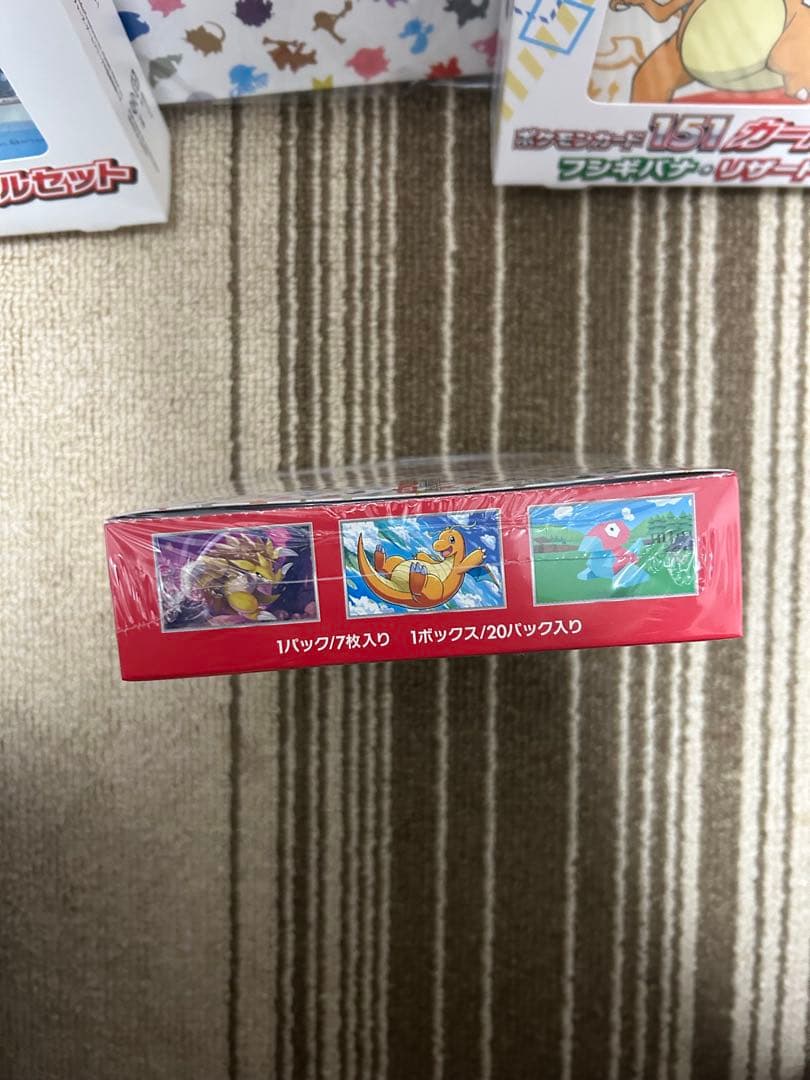 ルセット
ポケモンカード151カー
フシギバナ・リザード
1パック/7枚入り 1ボックス/20パック入り